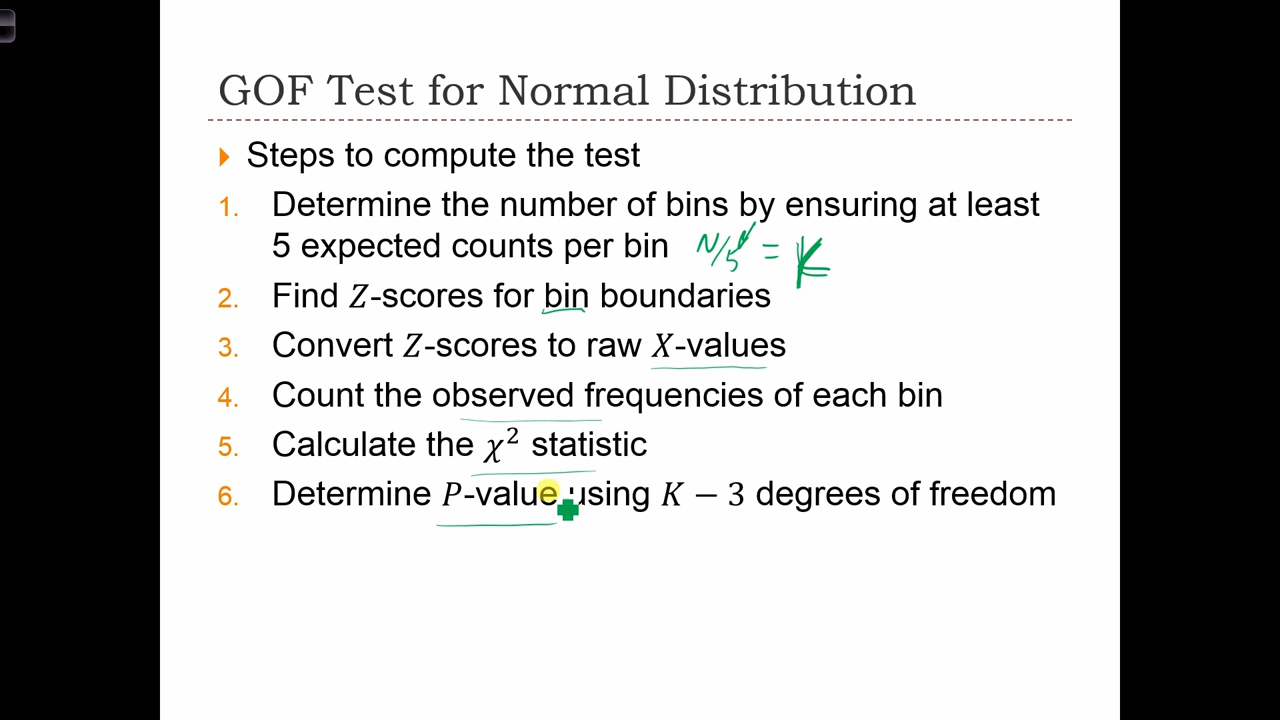 GOF Test for Normal Distribution
Steps to compute the test
1. Determine the number of bins by ensuring at least
5 expected counts per bin N/5 = K
2. Find Z-scores for bin boundaries
3. Convert Z-scores to raw X-values
4. Count the observed frequencies of each bin
5. Calculate the χ² statistic
6. Determine P-value using K − 3 degrees of freedom